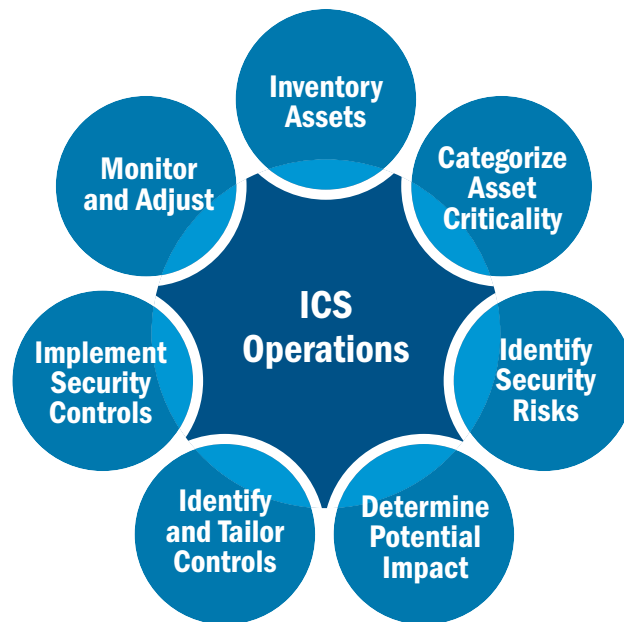 Inventory
Assets
Categorize
Asset
Criticality
Identify
Security
Risks
Determine
Potential
Impact
Identify
and Tailor
Controls
Implement
Security
Controls
Monitor
and Adjust
ICS
Operations